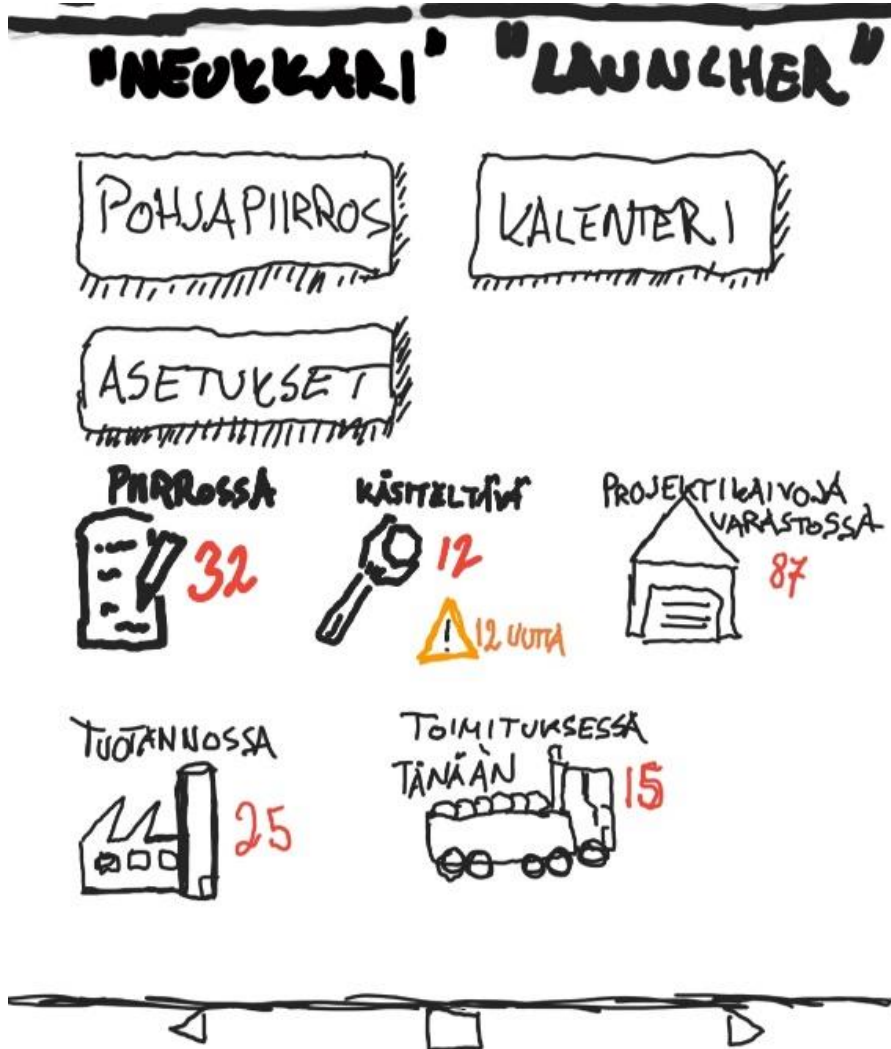 "NEUKKARI" "LAUNCHER"
POHJAPIIRROS
KALENTERI
ASETUKSET
PIIRROSSA
32
KÄSITELTÄVÄ
12
! 12 UUTTA
PROJEKTIKAIVOJA
VARASTOSSA
87
TUOTANNOSSA
25
TOIMITUKSESSA
TÄNÄÄN
15